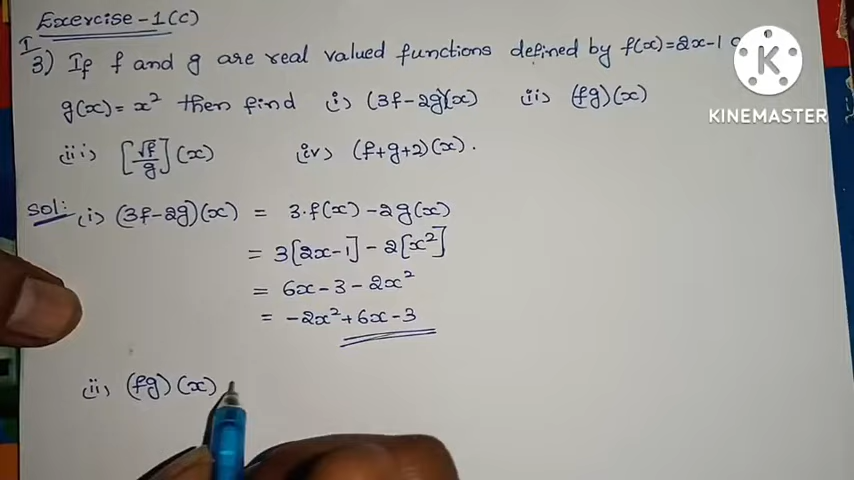 Exercise-1(c)
I
3) If f and g are real valued functions defined by f(x)=2x-1
g(x)=x² then find i) (3f-2g)(x) ii) (fg)(x)
iii) [√f/g](x) iv) (f+g+2)(x).
Sol: i) (3f-2g)(x) = 3.f(x) -2g(x)
= 3[2x-1] -2[x²]
= 6x-3-2x²
= -2x²+6x-3
ii) (fg)(x)
K
KINEMASTER